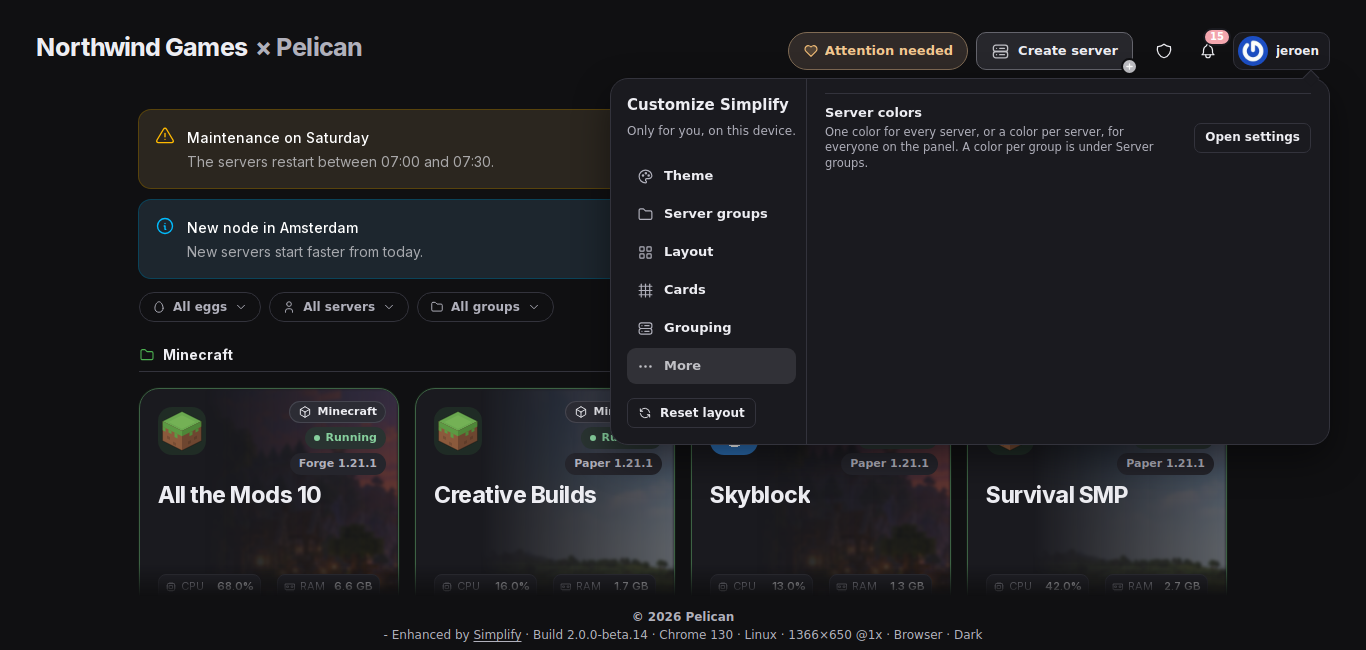 Northwind Games × Pelican
Attention needed
Create server
15
jeroen
Maintenance on Saturday
The servers restart between 07:00 and 07:30.
New node in Amsterdam
New servers start faster from today.
All eggs
All servers
All groups
Customize Simplify
Only for you, on this device.
Theme
Server groups
Layout
Cards
Grouping
More
Reset layout
Server colors
One color for every server, or a color per server, for
everyone on the panel. A color per group is under Server
groups.
Open settings
Minecraft
Minecraft
Running
Forge 1.21.1
All the Mods 10
CPU 68.0%
RAM 6.6 GB
Paper 1.21.1
Creative Builds
CPU 16.0%
RAM 1.7 GB
Paper 1.21.1
Skyblock
CPU 13.0%
RAM 1.3 GB
Paper 1.21.1
Survival SMP
CPU 42.0%
RAM 2.7 GB
© 2026 Pelican
- Enhanced by Simplify · Build 2.0.0-beta.14 · Chrome 130 · Linux · 1366×650 @1x · Browser · Dark